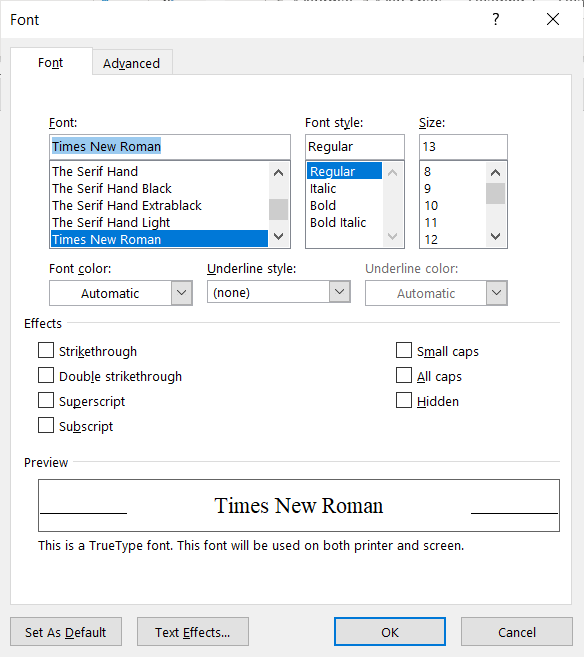 Font
?
Font
Advanced
Font:
Font style:
Size:
Times New Roman
Regular
13
The Serif Hand
The Serif Hand Black
The Serif Hand Extrablack
The Serif Hand Light
Times New Roman
Regular
Italic
Bold
Bold Italic
8
9
10
11
12
Font color:
Underline style:
Underline color:
Automatic
(none)
Automatic
Effects
Strikethrough
Double strikethrough
Superscript
Subscript
Small caps
All caps
Hidden
Preview
Times New Roman
This is a TrueType font. This font will be used on both printer and screen.
Set As Default
Text Effects...
OK
Cancel